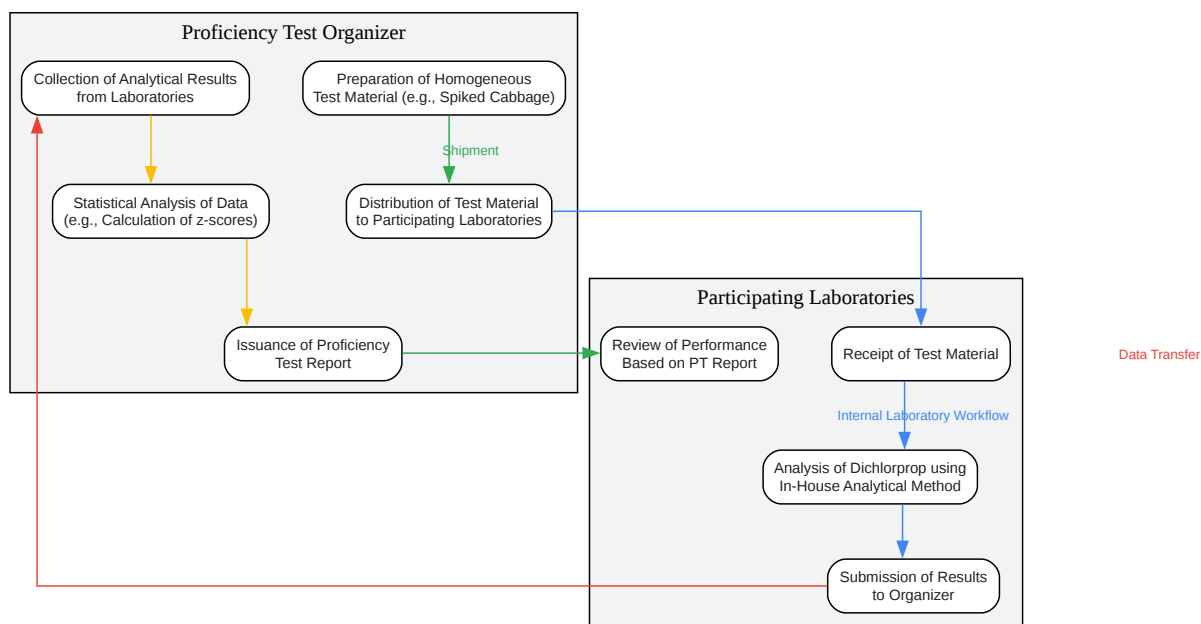 Proficiency Test Organizer
Collection of Analytical Results
from Laboratories
Preparation of Homogeneous
Test Material (e.g., Spiked Cabbage)
Shipment
Statistical Analysis of Data
(e.g., Calculation of z-scores)
Distribution of Test Material
to Participating Laboratories
Issuance of Proficiency
Test Report
Participating Laboratories
Review of Performance
Based on PT Report
Receipt of Test Material
Data Transfer
Internal Laboratory Workflow
Analysis of Dichlorprop using
In-House Analytical Method
Submission of Results
to Organizer